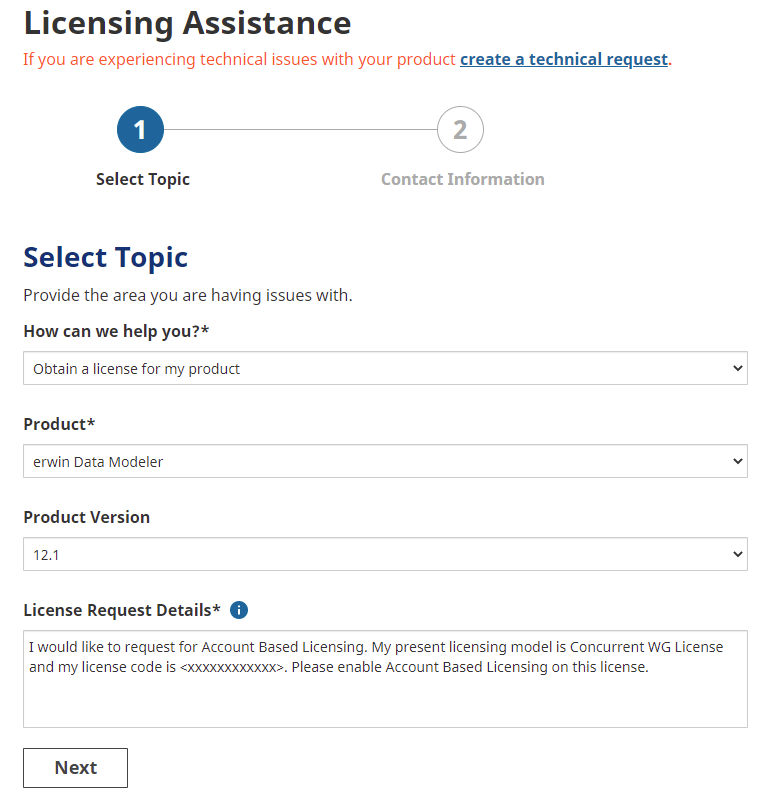 Licensing Assistance
If you are experiencing technical issues with your product create a technical request.
1
2
Select Topic
Contact Information
Select Topic
Provide the area you are having issues with.
How can we help you?*
Obtain a license for my product
Product*
erwin Data Modeler
Product Version
12.1
License Request Details* i
I would like to request for Account Based Licensing. My present licensing model is Concurrent WG License
and my license code is <xxxxxxxxxxxx>. Please enable Account Based Licensing on this license.
Next